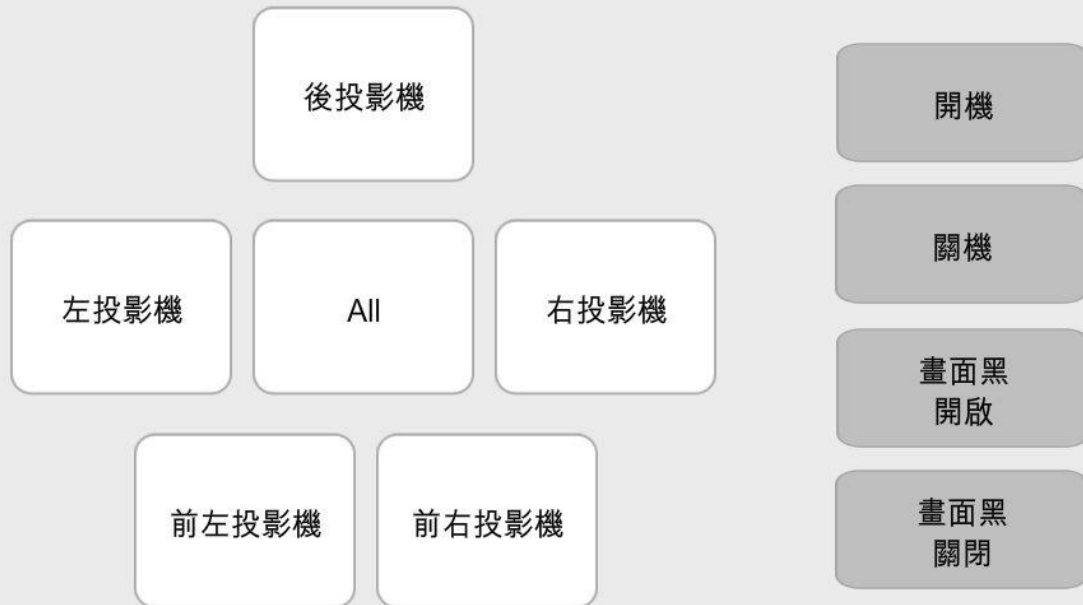 後投影機
開機
關機
左投影機
All
右投影機
畫面黑
開啟
前左投影機
前右投影機
畫面黑
關閉